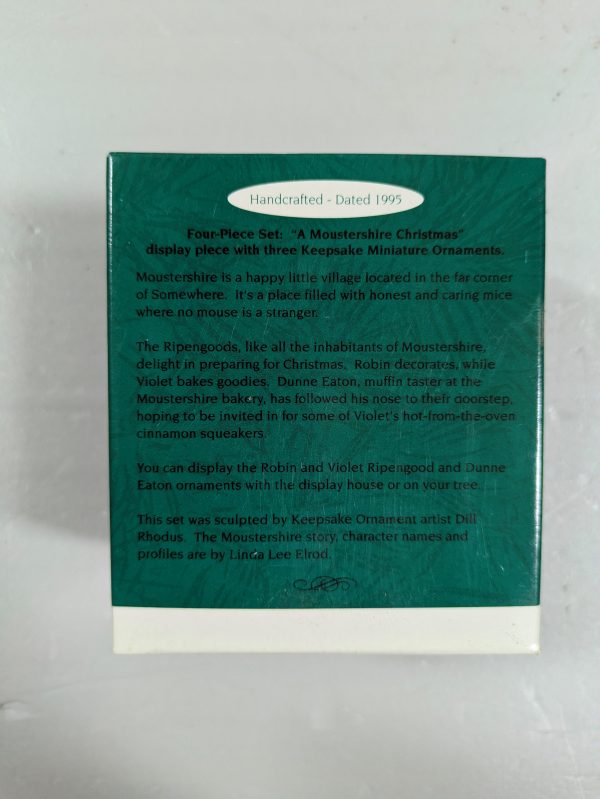 Handcrafted - Dated 1995
Four-Piece Set: "A Moustershire Christmas"
display piece with three Keepsake Miniature Ornaments.
Moustershire is a happy little village located in the far corner
of Somewhere. It's a place filled with honest and caring mice
where no mouse is a stranger.
The Ripengoods, like all the inhabitants of Moustershire,
delight in preparing for Christmas. Robin decorates, while
Violet bakes goodies. Dunne Eaton, muffin taster at the
Moustershire bakery, has followed his nose to their doorstep,
hoping to be invited in for some of Violet's hot-from-the-oven
cinnamon squeakers.
You can display the Robin and Violet Ripengood and Dunne
Eaton ornaments with the display house or on your tree.
This set was sculpted by Keepsake Ornament artist Dill
Rhodus. The Moustershire story, character names and
profiles are by Linda Lee Elrod.